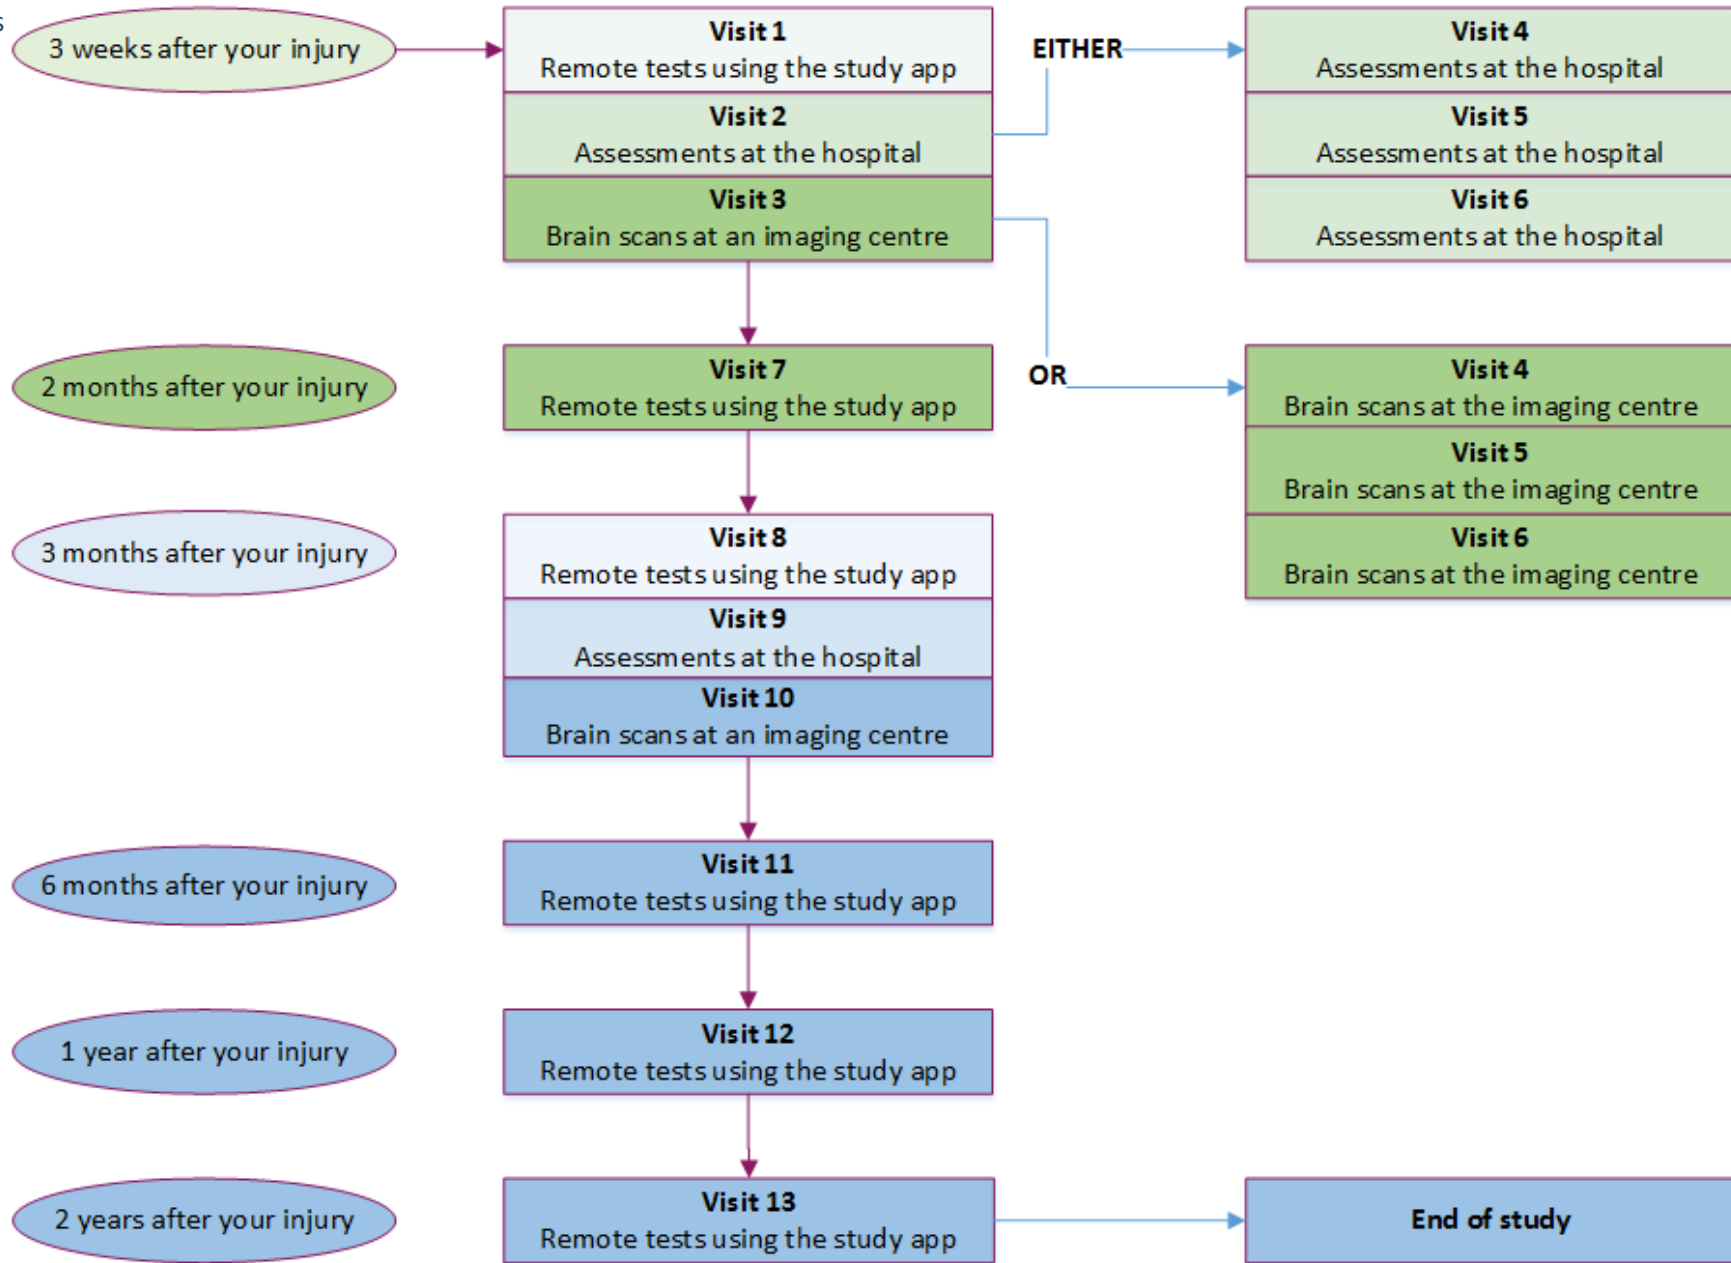 s
3 weeks after your injury
Visit 1
Remote tests using the study app
Visit 2
Assessments at the hospital
Visit 3
Brain scans at an imaging centre
EITHER
Visit 4
Assessments at the hospital
Visit 5
Assessments at the hospital
Visit 6
Assessments at the hospital
OR
Visit 4
Brain scans at the imaging centre
Visit 5
Brain scans at the imaging centre
Visit 6
Brain scans at the imaging centre
2 months after your injury
Visit 7
Remote tests using the study app
3 months after your injury
Visit 8
Remote tests using the study app
Visit 9
Assessments at the hospital
Visit 10
Brain scans at an imaging centre
6 months after your injury
Visit 11
Remote tests using the study app
1 year after your injury
Visit 12
Remote tests using the study app
2 years after your injury
Visit 13
Remote tests using the study app
End of study